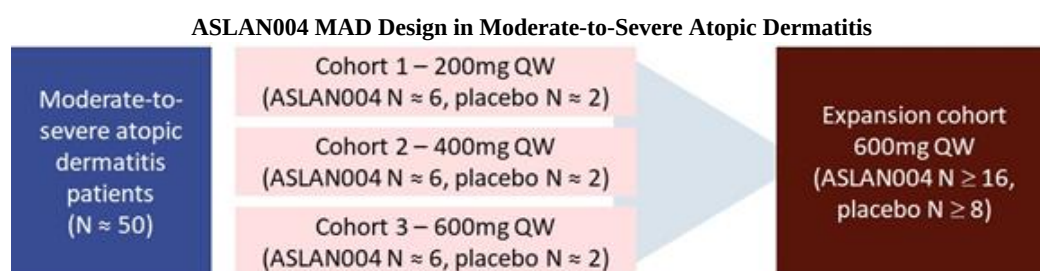 ASLAN004 MAD Design in Moderate-to-Severe Atopic Dermatitis
Moderate-to-
severe atopic
dermatitis
patients
(N ≈ 50)
Cohort 1 – 200mg QW
(ASLAN004 N ≈ 6, placebo N ≈ 2)
Cohort 2 – 400mg QW
(ASLAN004 N ≈ 6, placebo N ≈ 2)
Cohort 3 – 600mg QW
(ASLAN004 N ≈ 6, placebo N ≈ 2)
Expansion cohort
600mg QW
(ASLAN004 N ≥ 16,
placebo N ≥ 8)